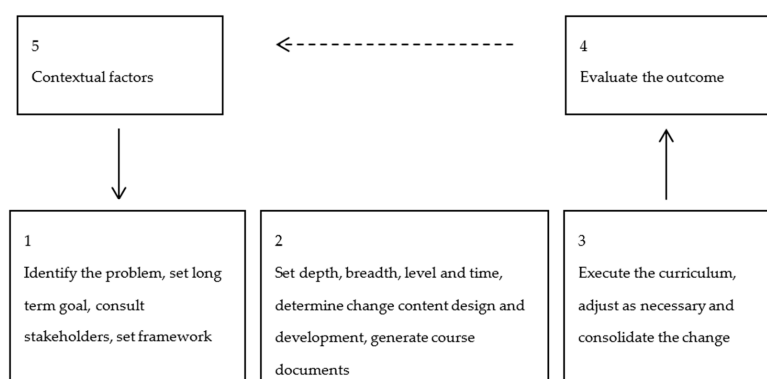 5
Contextual factors
4
Evaluate the outcome
1
Identify the problem, set long
term goal, consult
stakeholders, set framework
2
Set depth, breadth, level and time,
determine change content design and
development, generate course
documents
3
Execute the curriculum,
adjust as necessary and
consolidate the change